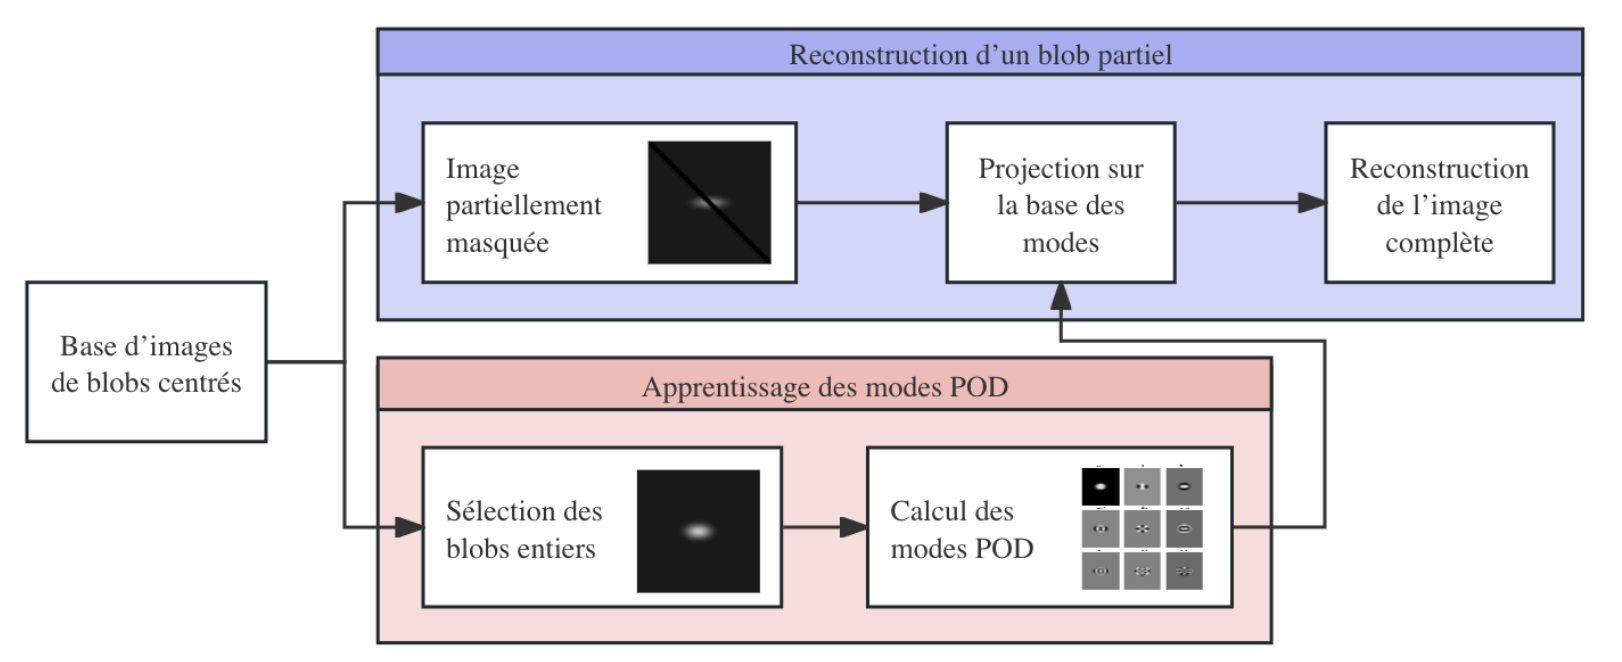 Reconstruction d’un blob partiel
Image
partiellement
masquée
Projection sur
la base des
modes
Reconstruction
de l’image
complète
Base d’images
de blobs centrés
Apprentissage des modes POD
Sélection des
blobs entiers
Calcul des
modes POD